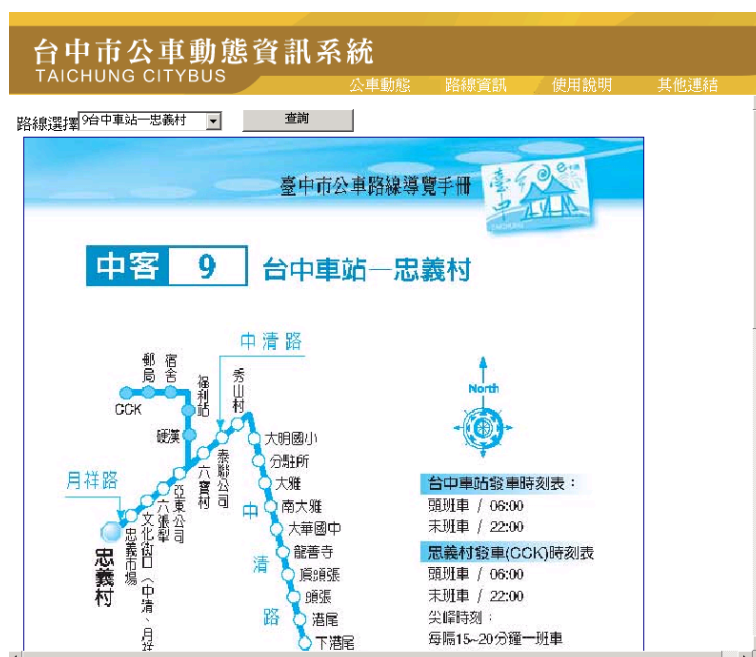 台中市公車動態資訊系統
TAICHUNG CITYBUS
公車動態 路線資訊 使用說明 其他連結
路線選擇 9台中車站—忠義村 查詢
臺中市公車路線導覽手冊
臺中
中客 9 台中車站—忠義村
中清路
郵局
宿舍
CCK
福利站
硬漢
秀山村
泰聯公司
六寶村
亞東公司
六張犁
文化街口(中清、月祥
忠義市場
忠義村
月祥路
大明國小
分駐所
大雅
南大雅
大華國中
龍善寺
頂頭張
頭張
港尾
下港尾
中清路
North
台中車站發車時刻表:
頭班車 / 06:00
末班車 / 22:00
忠義村發車(CCK)時刻表
頭班車 / 06:00
末班車 / 22:00
尖峰時刻:
每隔15~20分鐘一班車